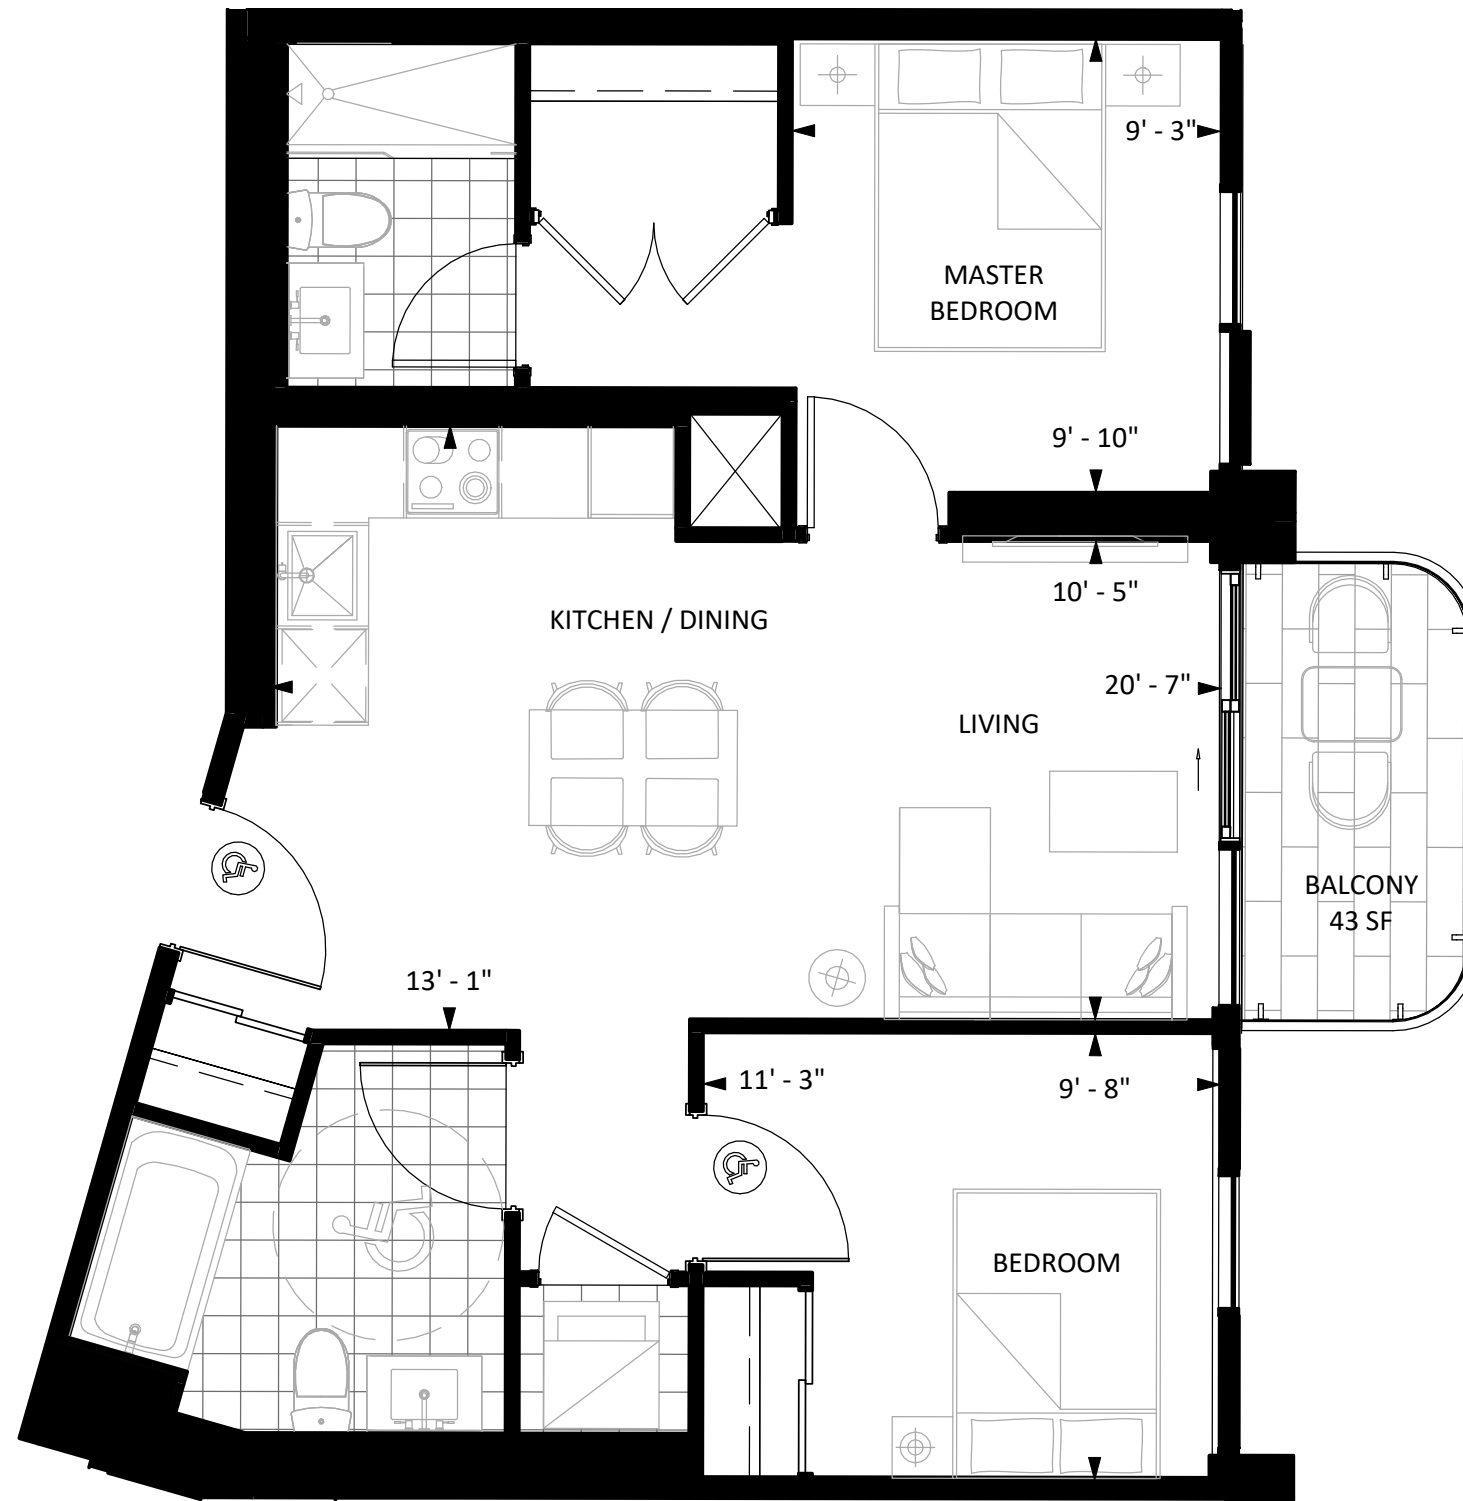 9' - 3"
MASTER
BEDROOM
9' - 10"
10' - 5"
KITCHEN / DINING
20' - 7"
LIVING
BALCONY
43 SF
13' - 1"
11' - 3"
9' - 8"
BEDROOM